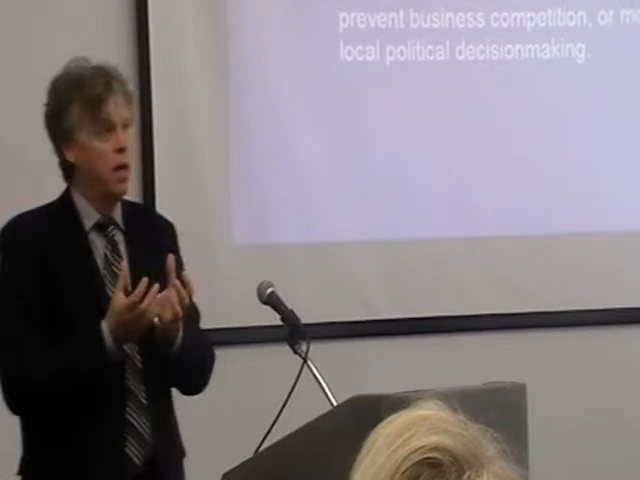 prevent business competition, or
local political decisionmaking.